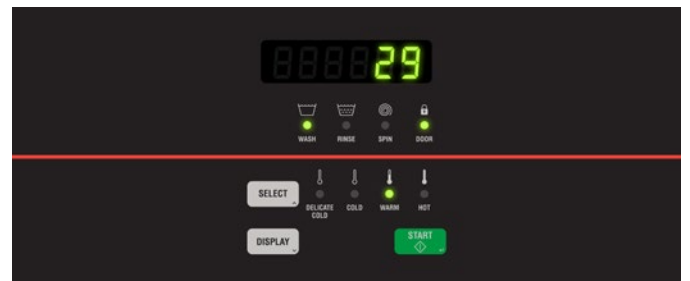 29
WASH RINSE SPIN DOOR
SELECT
DELICATE COLD WARM HOT
COLD
DISPLAY
START